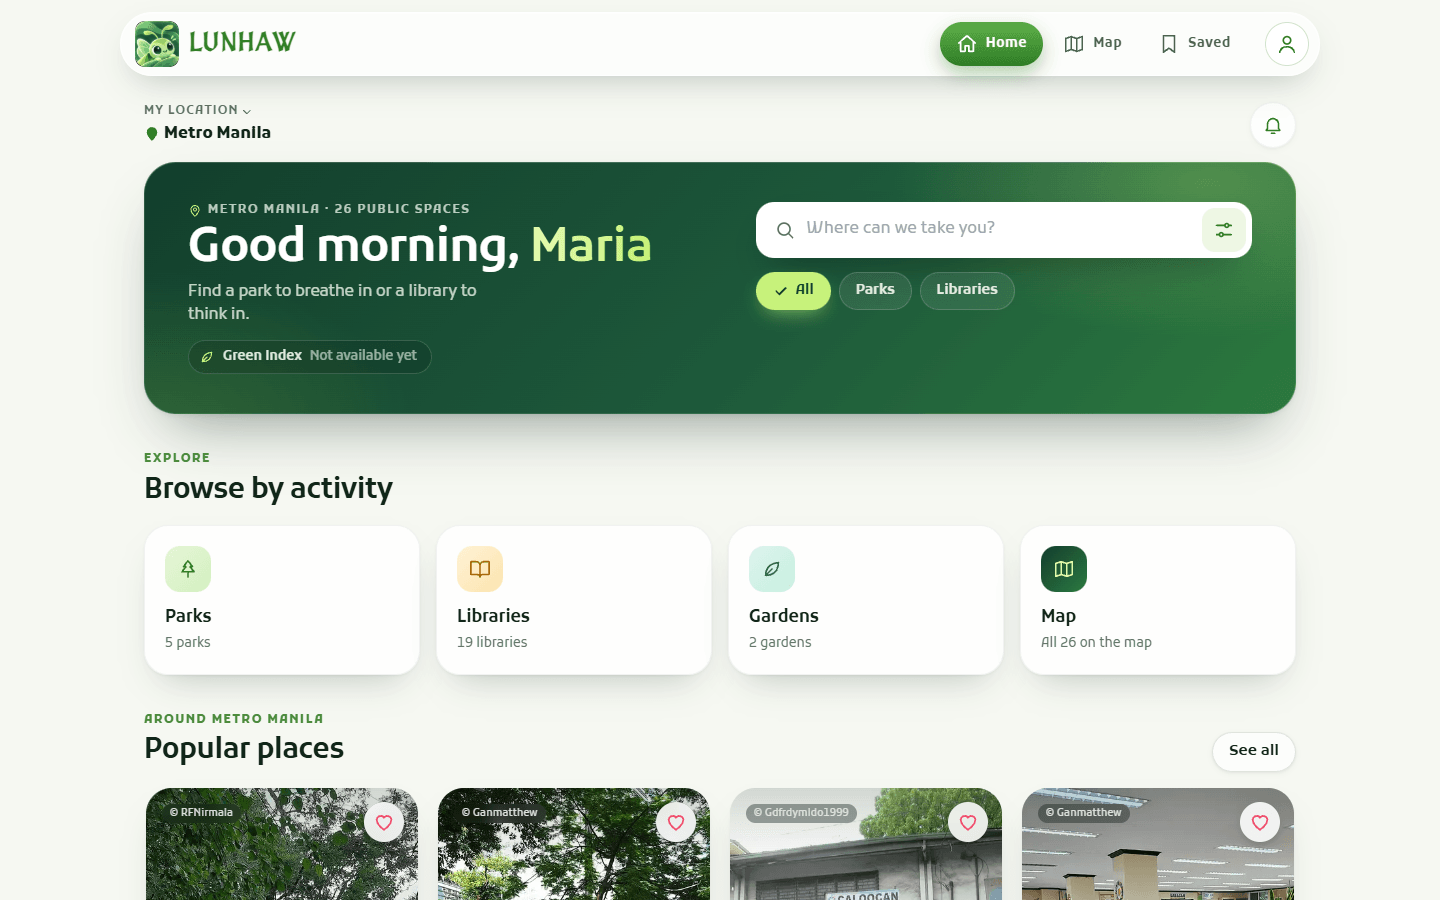 LUNHAW
Home
Map
Saved
MY LOCATION
Metro Manila
METRO MANILA · 26 PUBLIC SPACES
Good morning, Maria
Find a park to breathe in or a library to
think in.
Green Index Not available yet
Where can we take you?
All
Parks
Libraries
EXPLORE
Browse by activity
Parks
5 parks
Libraries
19 libraries
Gardens
2 gardens
Map
All 26 on the map
AROUND METRO MANILA
Popular places
See all
© RFNirmala
© Ganmatthew
© Gdfrdymldo1999
© Ganmatthew
CALOOCAN